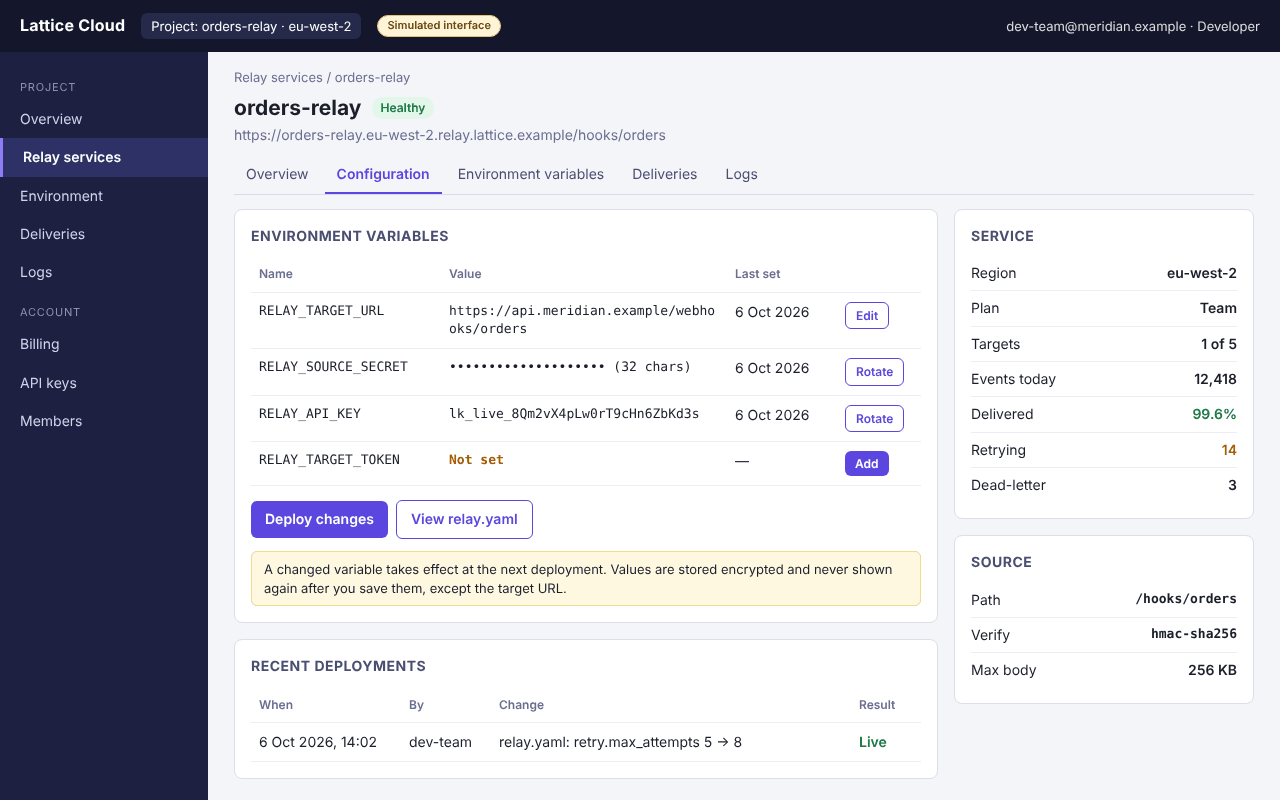 Lattice Cloud
Project: orders-relay · eu-west-2
Simulated interface
dev-team@meridian.example · Developer
PROJECT
Overview
Relay services
Environment
Deliveries
Logs
ACCOUNT
Billing
API keys
Members
Relay services / orders-relay
orders-relay
Healthy
https://orders-relay.eu-west-2.relay.lattice.example/hooks/orders
Overview
Configuration
Environment variables
Deliveries
Logs
ENVIRONMENT VARIABLES
Name Value Last set
RELAY_TARGET_URL https://api.meridian.example/webho
oks/orders 6 Oct 2026 Edit
RELAY_SOURCE_SECRET •••••••••••••••••••• (32 chars) 6 Oct 2026 Rotate
RELAY_API_KEY lk_live_8Qm2vX4pLw0rT9cHn6ZbKd3s 6 Oct 2026 Rotate
RELAY_TARGET_TOKEN Not set — Add
Deploy changes
View relay.yaml
A changed variable takes effect at the next deployment. Values are stored encrypted and never shown
again after you save them, except the target URL.
RECENT DEPLOYMENTS
When By Change Result
6 Oct 2026, 14:02 dev-team relay.yaml: retry.max_attempts 5 → 8 Live
SERVICE
Region eu-west-2
Plan Team
Targets 1 of 5
Events today 12,418
Delivered 99.6%
Retrying 14
Dead-letter 3
SOURCE
Path /hooks/orders
Verify hmac-sha256
Max body 256 KB